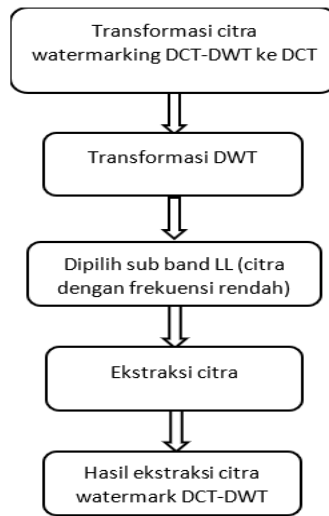 Transformasi citra
watermarking DCT-DWT ke DCT
Transformasi DWT
Dipilih sub band LL (citra
dengan frekuensi rendah)
Ekstraksi citra
Hasil ekstraksi citra
watermark DCT-DWT